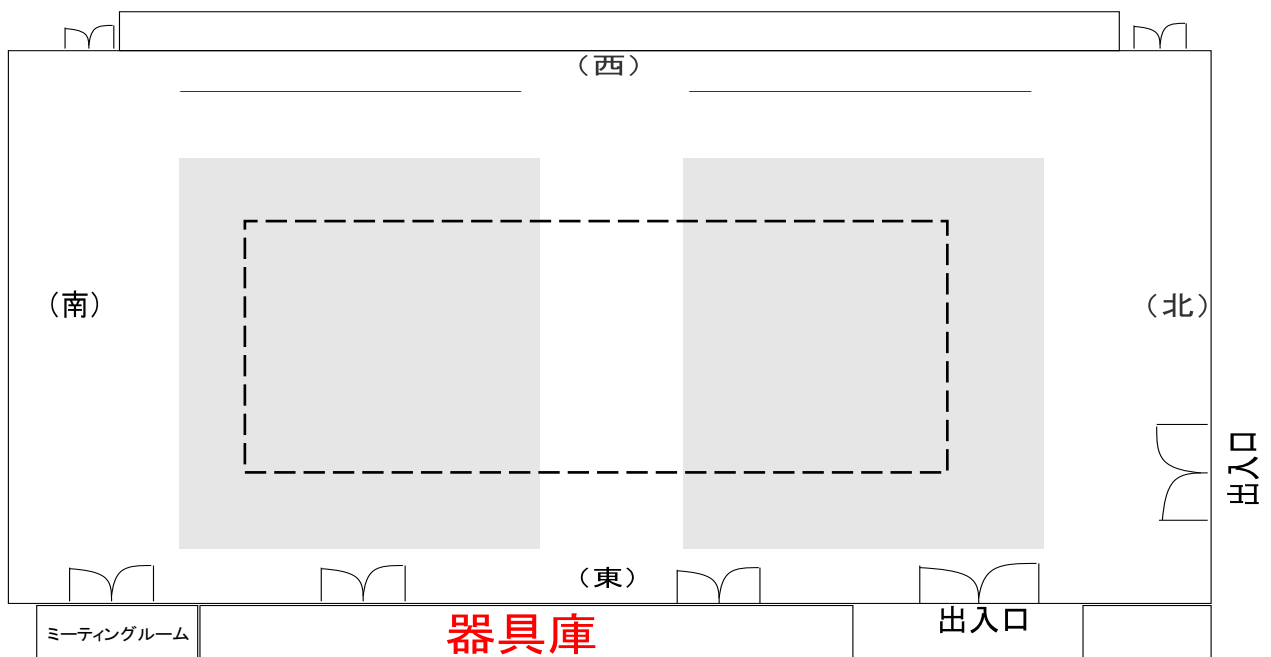 （西）
（南）
（北）
出入口
（東）
ミーティングルーム
器具庫
出入口